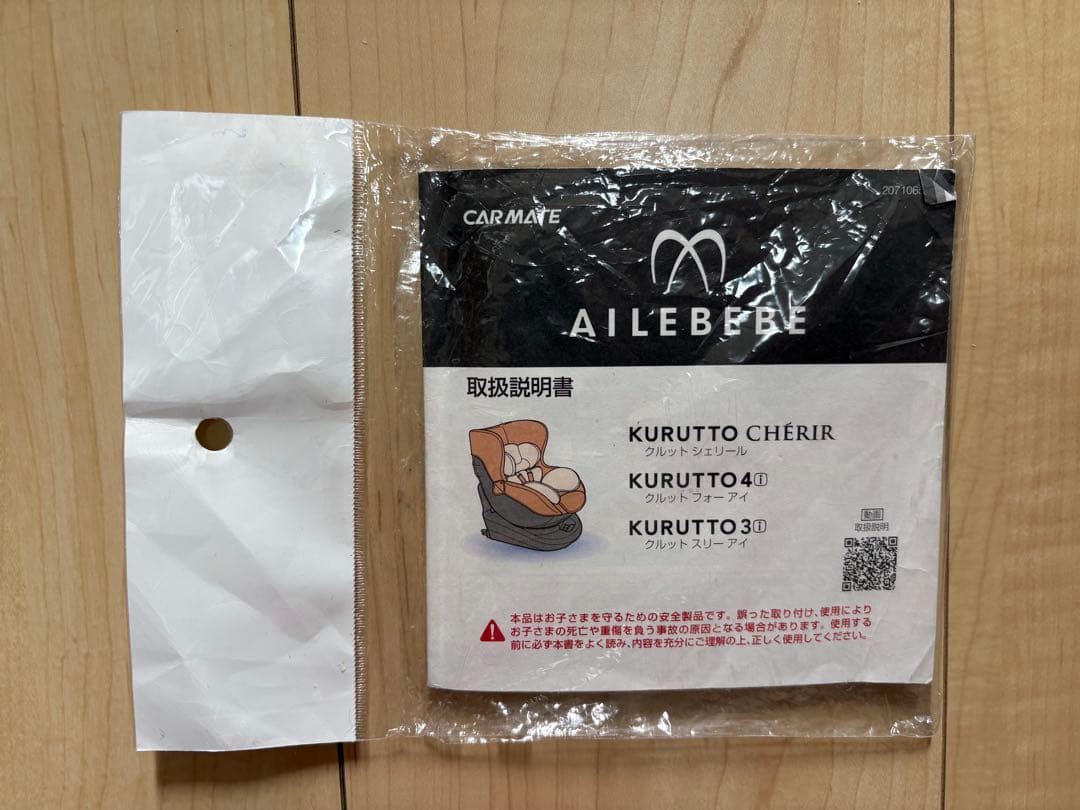 CARMATE
AILEBEBE
取扱説明書
KURUTTO CHÉRIR
クルット シェリール
KURUTTO 4i
クルット フォー アイ
KURUTTO 3i
クルット スリー アイ
動画
取扱説明
本品はお子さまを守るための安全製品です。誤った取り付け、使用により
お子さまの死亡や重傷を負う事故の原因となる場合があります。使用する
前に必ず本書をよく読み、内容を充分にご理解の上、正しく使用してください。